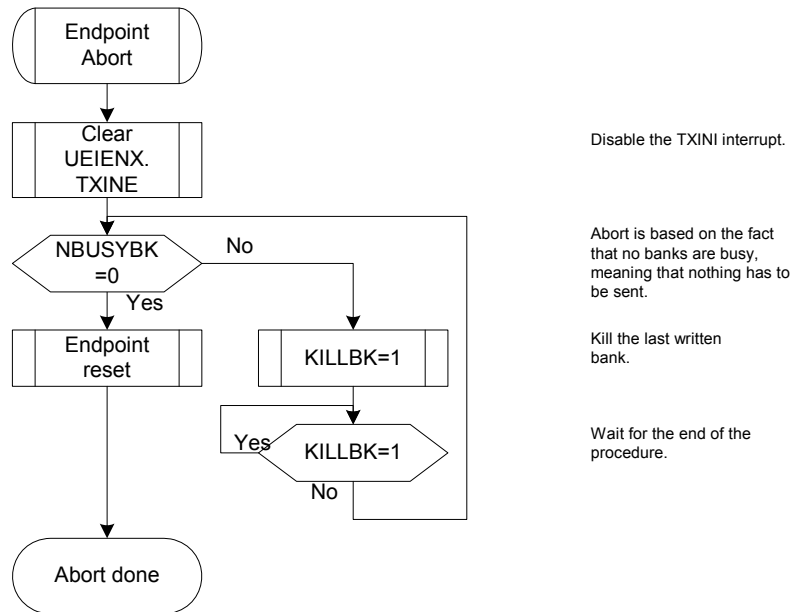 Endpoint
Abort
Clear
UEIENX.
TXINE
Disable the TXINI interrupt.
NBUSYBK
=0
No
Yes
Abort is based on the fact
that no banks are busy,
meaning that nothing has to
be sent.
Endpoint
reset
KILLBK=1
Kill the last written
bank.
Yes
KILLBK=1
No
Wait for the end of the
procedure.
Abort done